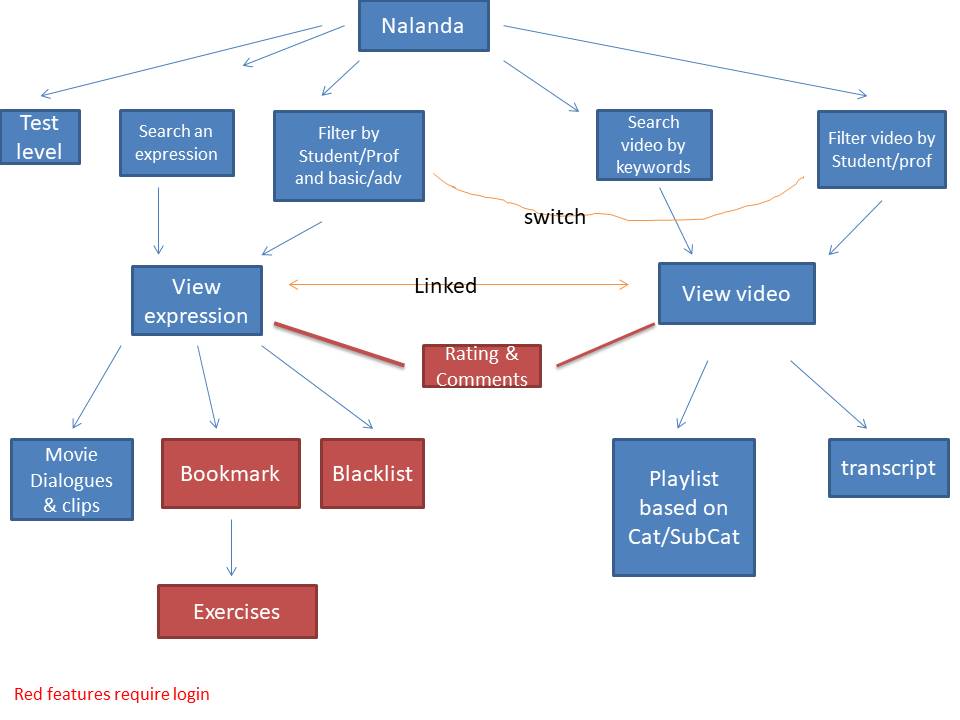 Nalanda
Test
level
Search an
expression
Filter by
Student/Prof
and basic/adv
Search
video by
keywords
Filter video by
Student/prof
switch
View
expression
Linked
View video
Rating &
Comments
Movie
Dialogues
& clips
Bookmark
Blacklist
Playlist
based on
Cat/SubCat
transcript
Exercises
Red features require login